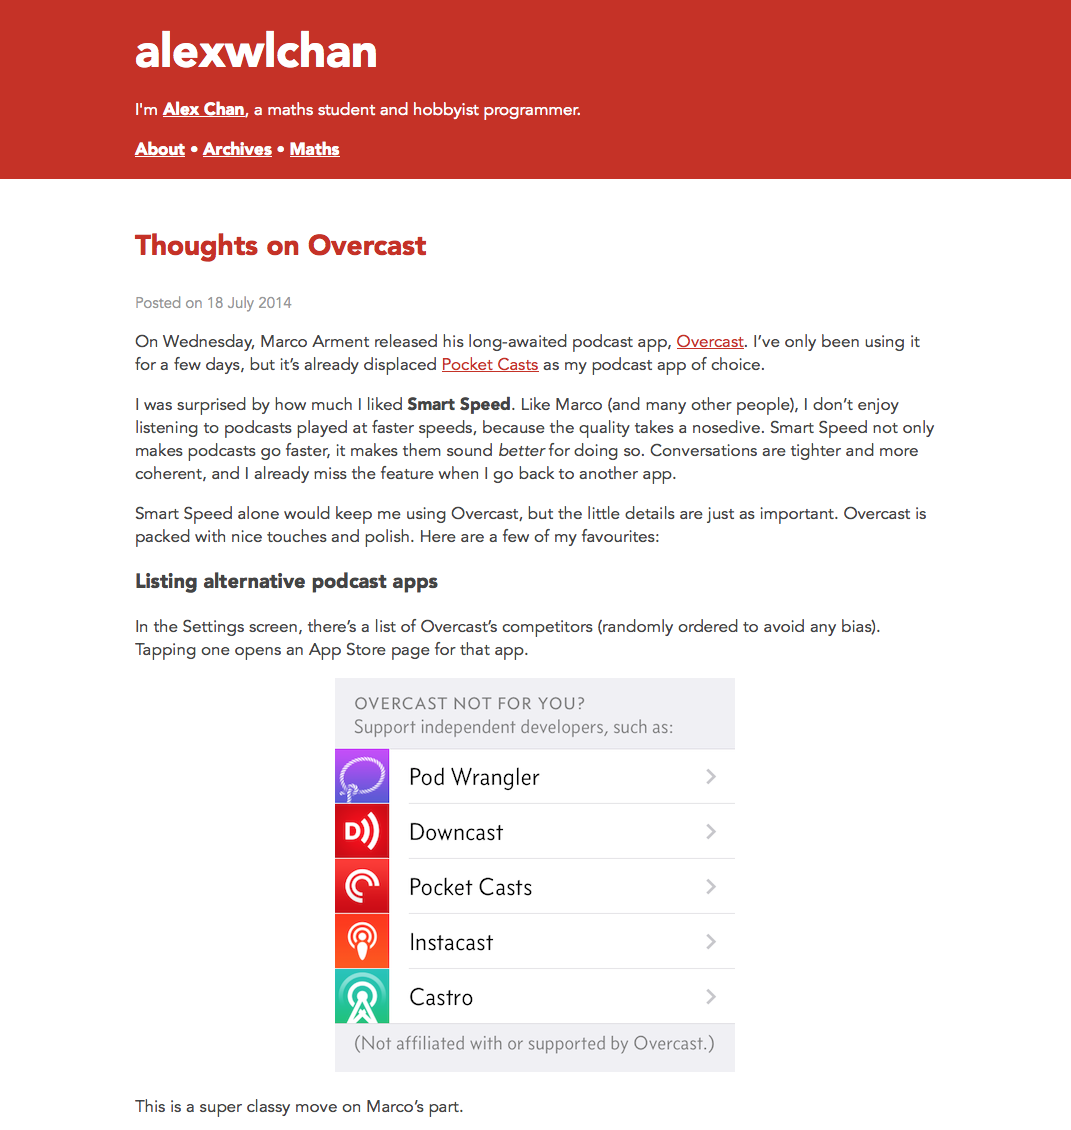 alexwlchan
I'm Alex Chan, a maths student and hobbyist programmer.
About • Archives • Maths
Thoughts on Overcast
Posted on 18 July 2014
On Wednesday, Marco Arment released his long-awaited podcast app, Overcast. I’ve only been using it
for a few days, but it’s already displaced Pocket Casts as my podcast app of choice.
I was surprised by how much I liked Smart Speed. Like Marco (and many other people), I don’t enjoy
listening to podcasts played at faster speeds, because the quality takes a nosedive. Smart Speed not only
makes podcasts go faster, it makes them sound better for doing so. Conversations are tighter and more
coherent, and I already miss the feature when I go back to another app.
Smart Speed alone would keep me using Overcast, but the little details are just as important. Overcast is
packed with nice touches and polish. Here are a few of my favourites:
Listing alternative podcast apps
In the Settings screen, there’s a list of Overcast’s competitors (randomly ordered to avoid any bias).
Tapping one opens an App Store page for that app.
OVERCAST NOT FOR YOU?
Support independent developers, such as:
Pod Wrangler
D Downcast
Pocket Casts
Instacast
Castro
(Not affiliated with or supported by Overcast.)
This is a super classy move on Marco’s part.